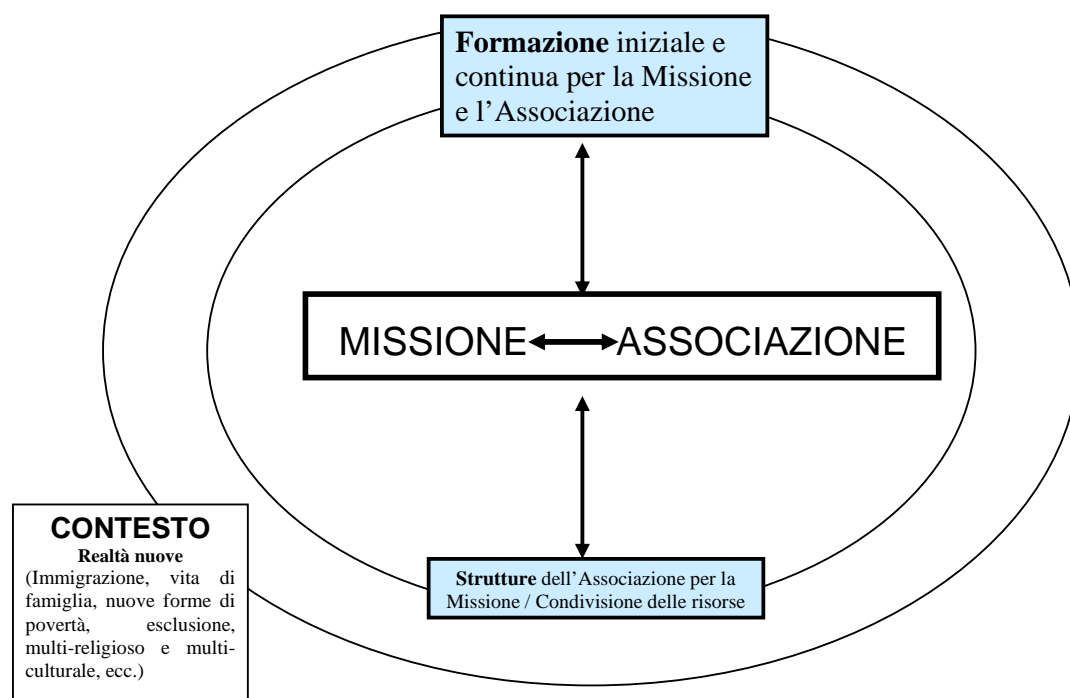 Formazione iniziale e
continua per la Missione
e l’Associazione
MISSIONE ASSOCIAZIONE
CONTESTO
Realtà nuove
(Immigrazione, vita di
famiglia, nuove forme di
povertà, esclusione,
multi-religioso e multi-
culturale, ecc.)
Strutture dell’Associazione per la
Missione / Condivisione delle risorse